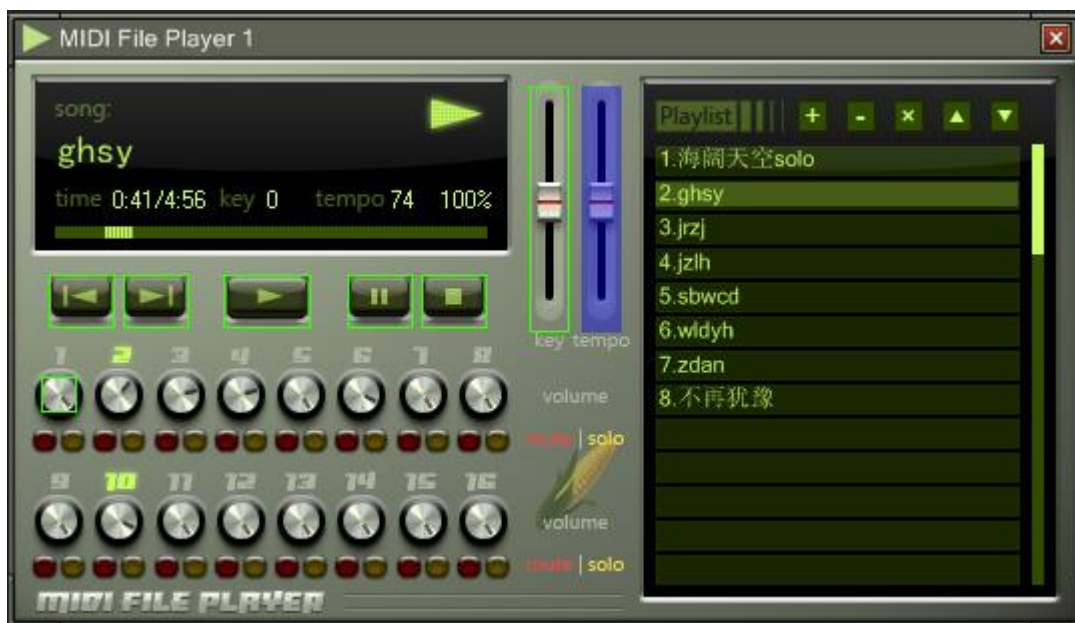 MIDI File Player 1
song:
ghsy
time 0:41/4:56 key 0 tempo 74 100%
key tempo
1 2 3 4 5 6 7 8
volume
mute | solo
9 10 11 12 13 14 15 16
volume
mute | solo
MIDI FILE PLAYER
Playlist
1.海阔天空solo
2.ghsy
3.jrzj
4.jzlh
5.sbwcd
6.wldyh
7.zdan
8.不再犹豫